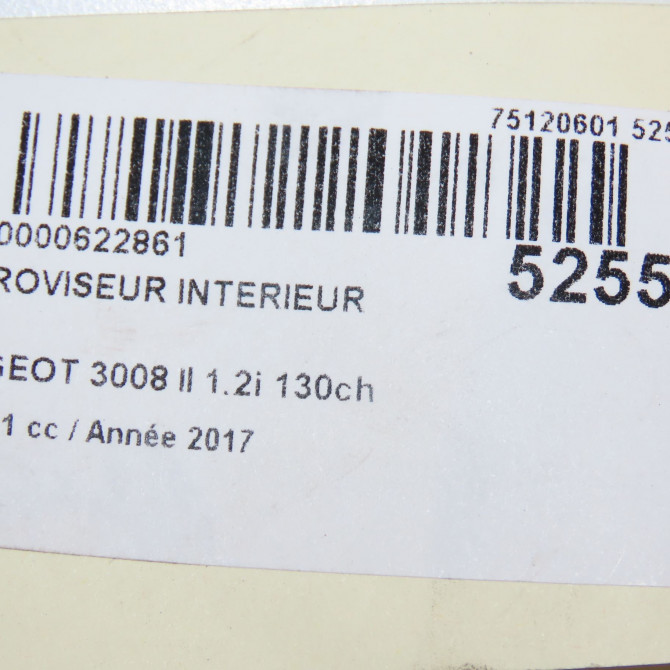 75120601 525
0000622861
5255
ROVISEUR INTERIEUR
GEOT 3008 II 1.2i 130ch
1 cc / Année 2017